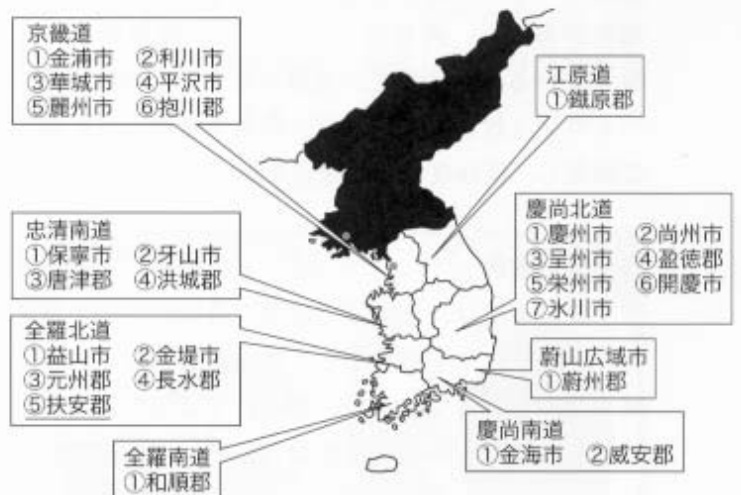 京畿道
①金浦市 ②利川市
③華城市 ④平沢市
⑤麗州市 ⑥抱川郡
江原道
①鐵原郡
忠清南道
①保寧市 ②牙山市
③唐津郡 ④洪城郡
慶尚北道
①慶州市 ②尚州市
③呈州市 ④盈徳郡
⑤栄州市 ⑥開慶市
⑦氷川市
全羅北道
①益山市 ②金堤市
③元州郡 ④長水郡
⑤扶安郡
蔚山広域市
①蔚州郡
慶尚南道
①金海市 ②威安郡
全羅南道
①和順郡